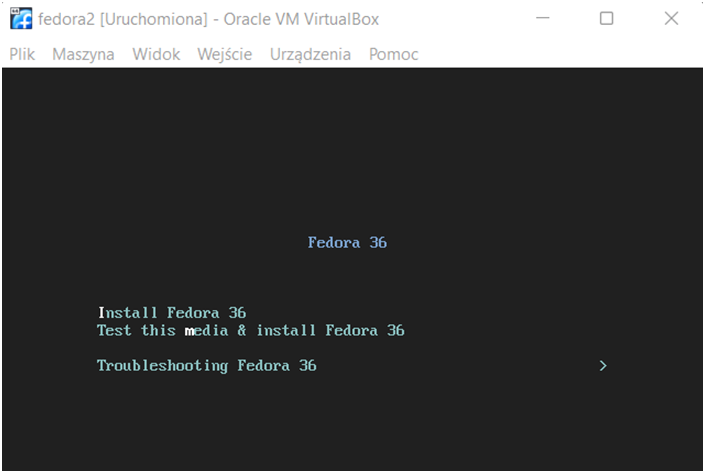 fedora2 [Uruchomiona] - Oracle VM VirtualBox
Plik Maszyna Widok Wejście Urządzenia Pomoc
Fedora 36
Install Fedora 36
Test this media & install Fedora 36
Troubleshooting Fedora 36 >